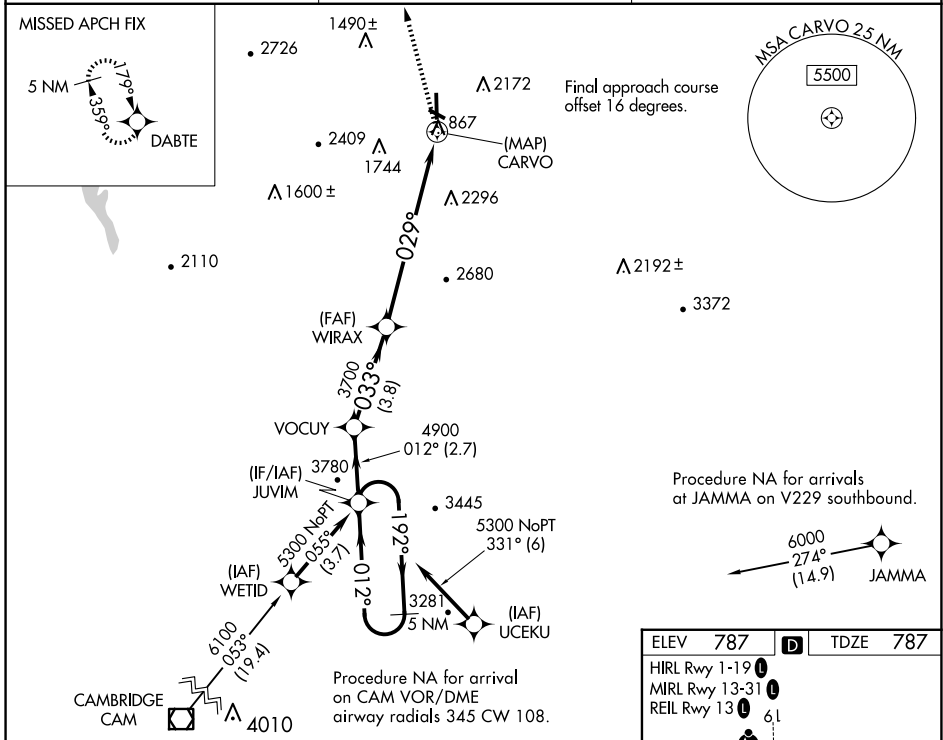 MISSED APCH FIX
5 NM
179°
359°
DABTE
2726
1490±
2172
867
(MAP)
CARVO
2409
1744
1600 ±
2296
Final approach course
offset 16 degrees.
MSA CARVO 25 NM
5500
2110
029°
2680
2192 ±
3372
(FAF)
WIRAX
3700
033°
(3.8)
VOCUY
4900
012° (2.7)
(IF/IAF)
JUVIM
3780
3445
5300 NoPT
055°
(3.7)
192°
012°
5300 NoPT
331° (6)
(IAF)
WETID
3281
5 NM
(IAF)
UCEKU
6100
053°
(19.4)
CAMBRIDGE
CAM
4010
Procedure NA for arrival
on CAM VOR/DME
airway radials 345 CW 108.
Procedure NA for arrivals
at JAMMA on V229 southbound.
6000
274°
(14.9)
JAMMA
ELEV 787 D TDZE 787
HIRL Rwy 1-19 L
MIRL Rwy 13-31 L
REIL Rwy 13 L
19